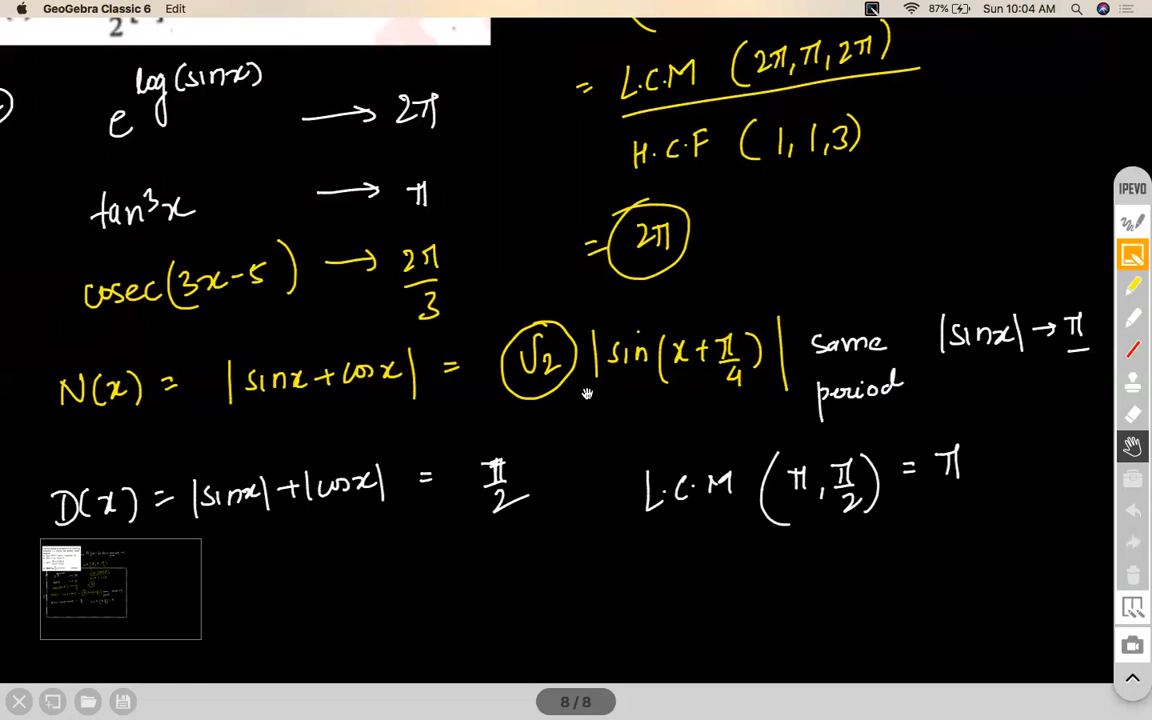 GeoGebra Classic 6 Edit
87% Sun 10:04 AM
2
= L.C.M (2π, π, 2π)
H.C.F (1, 1, 3)
= 2π
e^log(sinx) → 2π
tan³x → π
cosec(3x-5) → 2π/3
N(x) = |sinx + cosx| = √2 |sin(x + π/4)| same period |sinx| → π
D(x) = |sinx| + |cosx| = π/2 L.C.M (π, π/2) = π
IPEVO
8 / 8